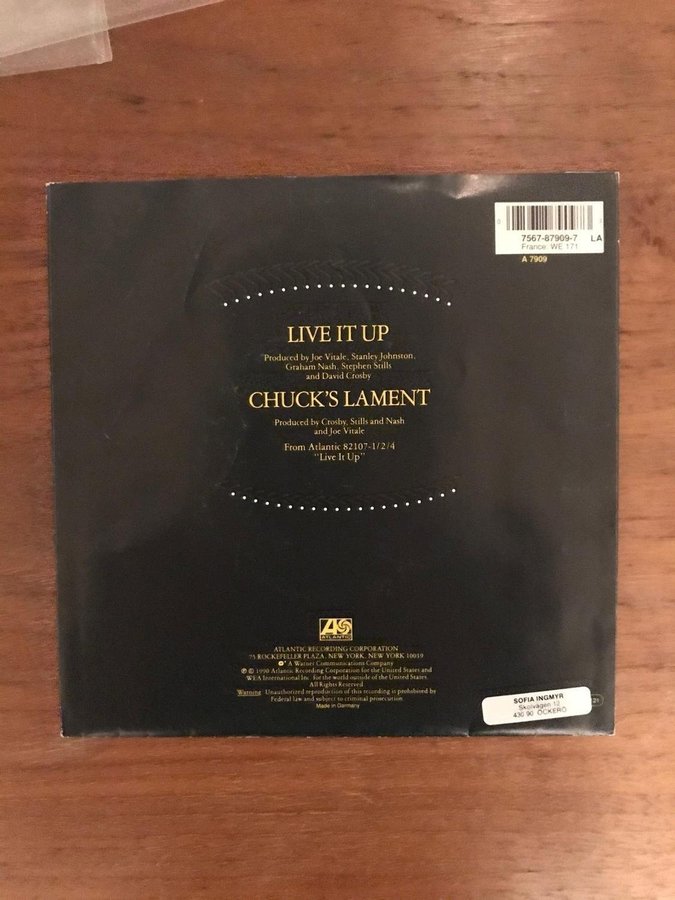 7567-87909-7 LA
France: WE 171
A 7909
LIVE IT UP
Produced by Joe Vitale, Stanley Johnston,
Graham Nash, Stephen Stills
and David Crosby
CHUCK'S LAMENT
Produced by Crosby, Stills and Nash
and Joe Vitale
From Atlantic 82107-1/2/4
"Live It Up"
ATLANTIC
ATLANTIC RECORDING CORPORATION
75 ROCKEFELLER PLAZA, NEW YORK, NEW YORK 10019
A Warner Communications Company
℗ © 1990 Atlantic Recording Corporation for the United States and
WEA International Inc. for the world outside of the United States.
All Rights Reserved
Warning: Unauthorized reproduction of this recording is prohibited by
Federal law and subject to criminal prosecution
Made in Germany
SOFIA INGMYR
Skolvägen 12
430 90 ÖCKERÖ